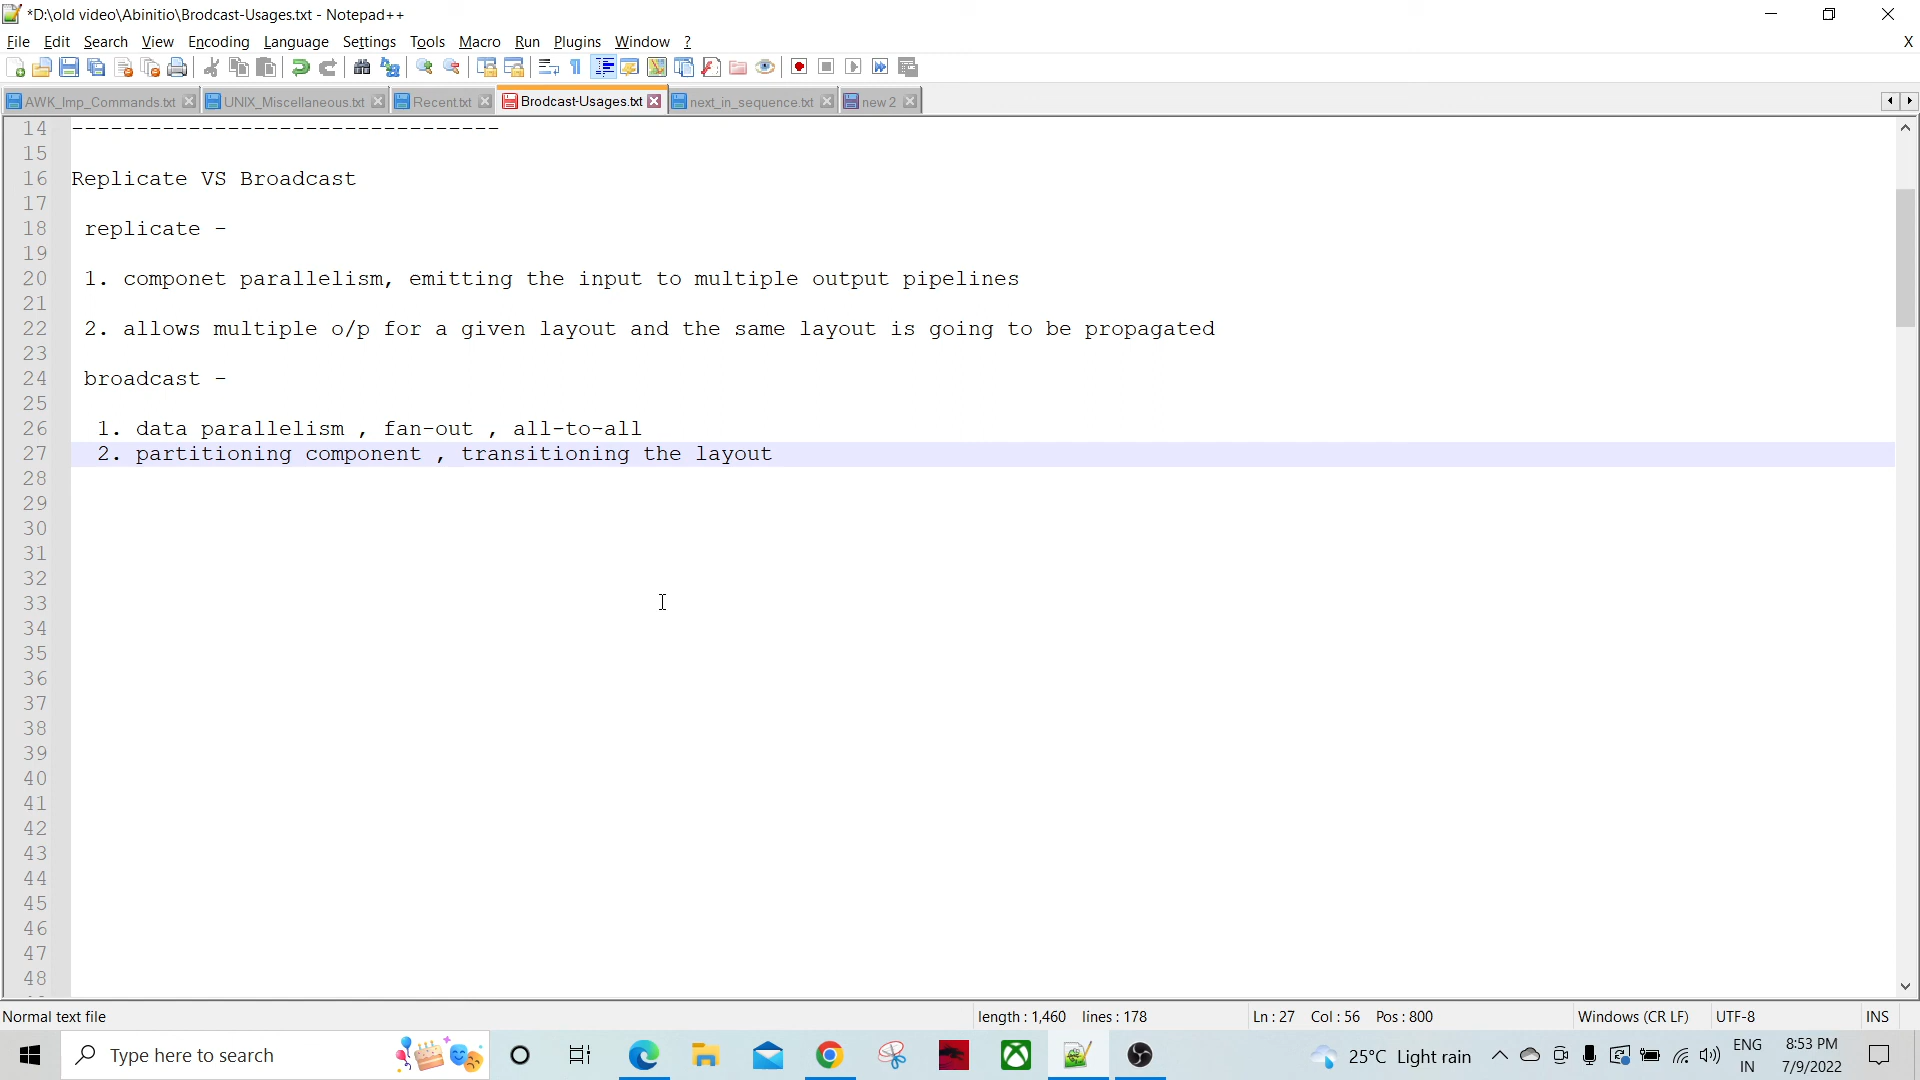 *D:\old video\Abinitio\Brodcast-Usages.txt - Notepad++
File Edit Search View Encoding Language Settings Tools Macro Run Plugins Window ? X
AWK_Imp_Commands.txt UNIX_Miscellaneous.txt Recent.txt Brodcast-Usages.txt next_in_sequence.txt new 2
14 ---------------------------------
15
16 Replicate VS Broadcast
17
18 replicate -
19
20 1. componet parallelism, emitting the input to multiple output pipelines
21
22 2. allows multiple o/p for a given layout and the same layout is going to be propagated
23
24 broadcast -
25
26 1. data parallelism , fan-out , all-to-all
27 2. partitioning component , transitioning the layout
28
29
30
31
32
33
34
35
36
37
38
39
40
41
42
43
44
45
46
47
48
Normal text file length : 1,460 lines : 178 Ln : 27 Col : 56 Pos : 800 Windows (CR LF) UTF-8 INS
Type here to search 25°C Light rain ENG IN 8:53 PM 7/9/2022